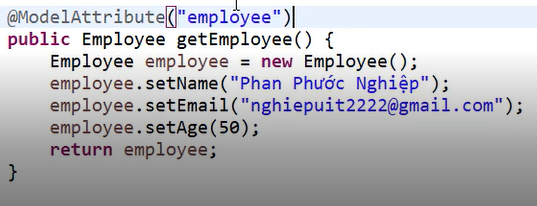 @ModelAttribute("employee")
public Employee getEmployee() {
    Employee employee = new Employee();
    employee.setName("Phan Phước Nghiệp");
    employee.setEmail("nghiepuit2222@gmail.com");
    employee.setAge(50);
    return employee;
}